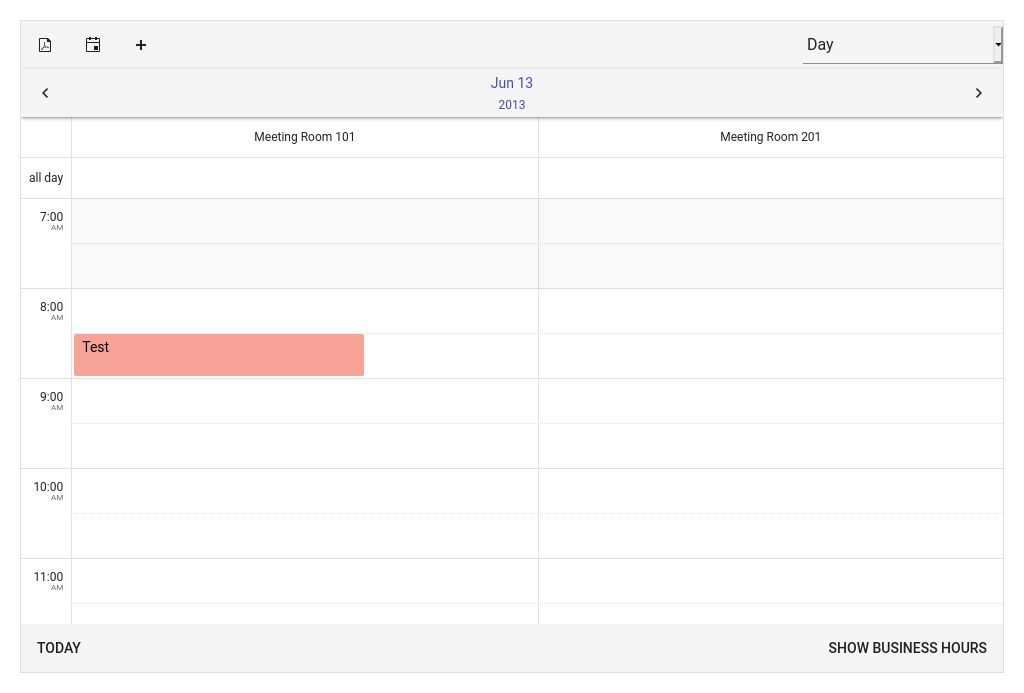 Day
Jun 13
2013
Meeting Room 101
Meeting Room 201
all day
7:00
AM
8:00
AM
Test
9:00
AM
10:00
AM
11:00
AM
TODAY
SHOW BUSINESS HOURS